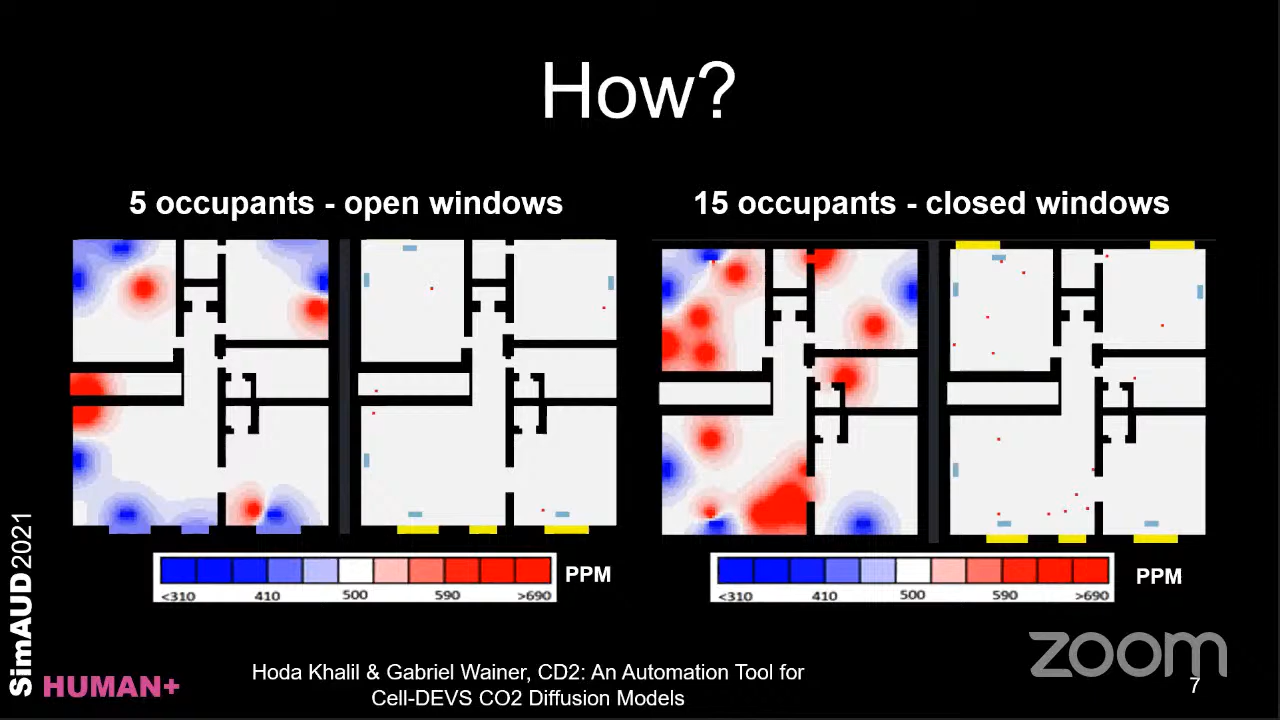 How?
5 occupants - open windows
15 occupants - closed windows
<310 410 500 590 >690
PPM
<310 410 500 590 >690
PPM
SimAUD2021
HUMAN+
Hoda Khalil & Gabriel Wainer, CD2: An Automation Tool for
Cell-DEVS CO2 Diffusion Models
zoom
7